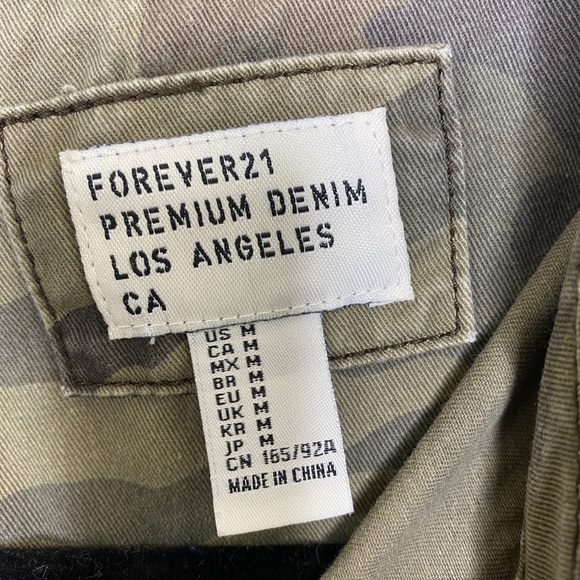 FOREVER21
PREMIUM DENIM
LOS ANGELES
CA
US M
CA M
MX M
BR M
EU M
UK M
KR M
JP M
CN 165/92A
MADE IN CHINA